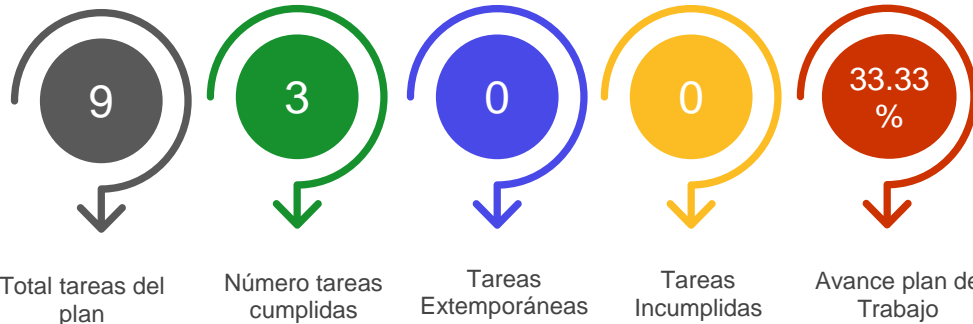 9
3
0
0
33.33
%
Total tareas del
plan
Número tareas
cumplidas
Tareas
Extemporáneas
Tareas
Incumplidas
Avance plan de
Trabajo